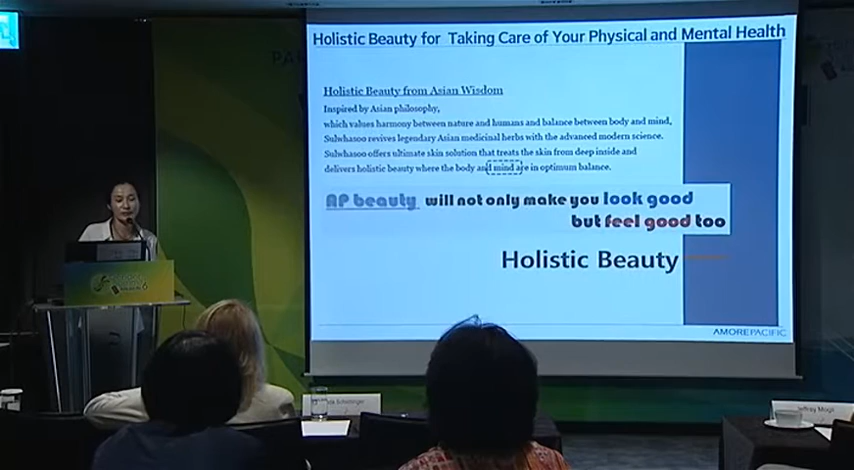 Holistic Beauty for Taking Care of Your Physical and Mental Health
Holistic Beauty from Asian Wisdom
Inspired by Asian philosophy,
which values harmony between nature and humans and balance between body and mind,
Sulwhasoo revives legendary Asian medicinal herbs with the advanced modern science.
Sulwhasoo offers ultimate skin solution that treats the skin from deep inside and
delivers holistic beauty where the body and mind are in optimum balance.
AP beauty will not only make you look good
but feel good too
Holistic Beauty
AMOREPACIFIC
Jeffrey